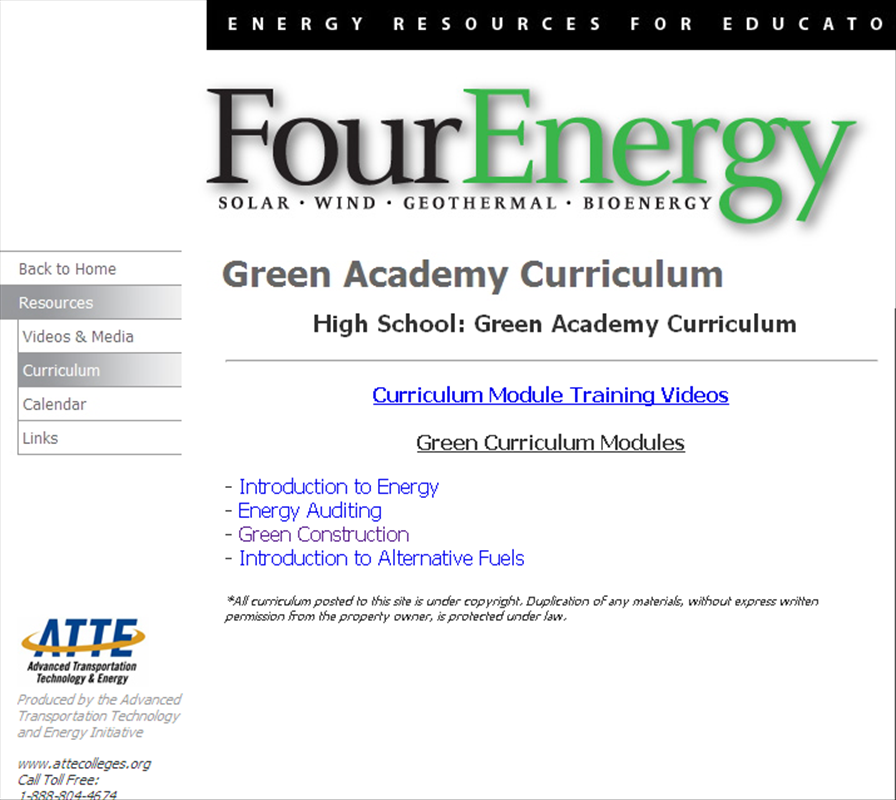 ENERGY RESOURCES FOR EDUCATO
FourEnergy
SOLAR · WIND · GEOTHERMAL · BIOENERGY
Back to Home
Resources
Videos & Media
Curriculum
Calendar
Links
Green Academy Curriculum
High School: Green Academy Curriculum
Curriculum Module Training Videos
Green Curriculum Modules
- Introduction to Energy
- Energy Auditing
- Green Construction
- Introduction to Alternative Fuels
*All curriculum posted to this site is under copyright. Duplication of any materials, without express written
permission from the property owner, is protected under law.
ATTE
Advanced Transportation
Technology & Energy
Produced by the Advanced
Transportation Technology
and Energy Initiative
www.attecolleges.org
Call Toll Free:
1-888-804-4674